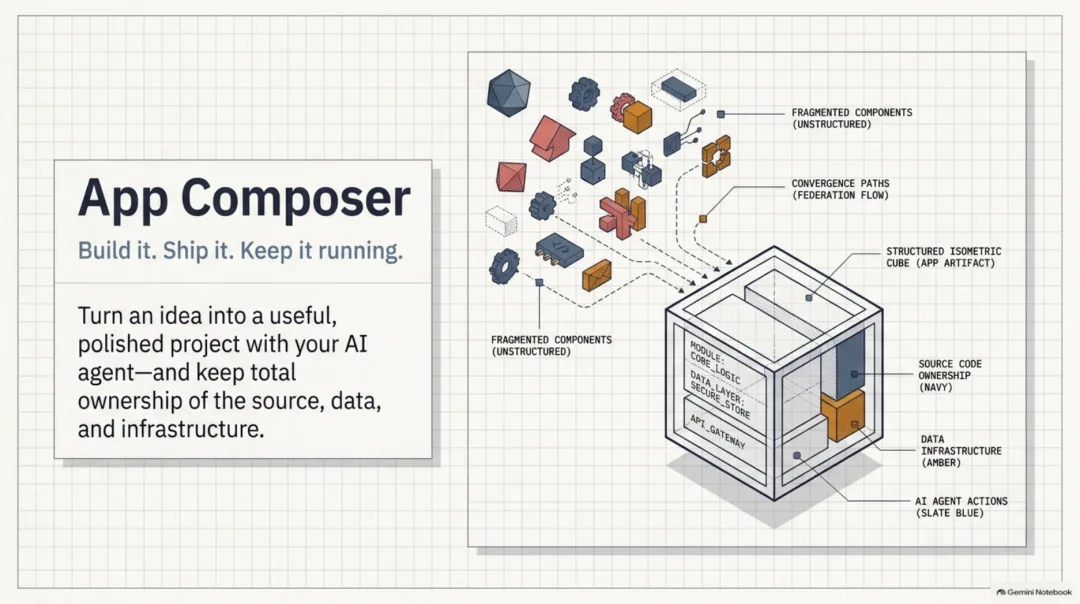 App Composer
Build it. Ship it. Keep it running.
Turn an idea into a useful,
polished project with your AI
agent—and keep total
ownership of the source, data,
and infrastructure.
FRAGMENTED COMPONENTS
(UNSTRUCTURED)
CONVERGENCE PATHS
(FEDERATION FLOW)
STRUCTURED ISOMETRIC
CUBE (APP ARTIFACT)
FRAGMENTED COMPONENTS
(UNSTRUCTURED)
MODULE:
COBE_LOGIC
DATA_LAYER:
SECURE_STORE
API_GATEWAY
SOURCE CODE
OWNERSHIP
(NAVY)
DATA
INFRASTRUCTURE
(AMBER)
AI AGENT ACTIONS
(SLATE BLUE)
Gemini Notebook